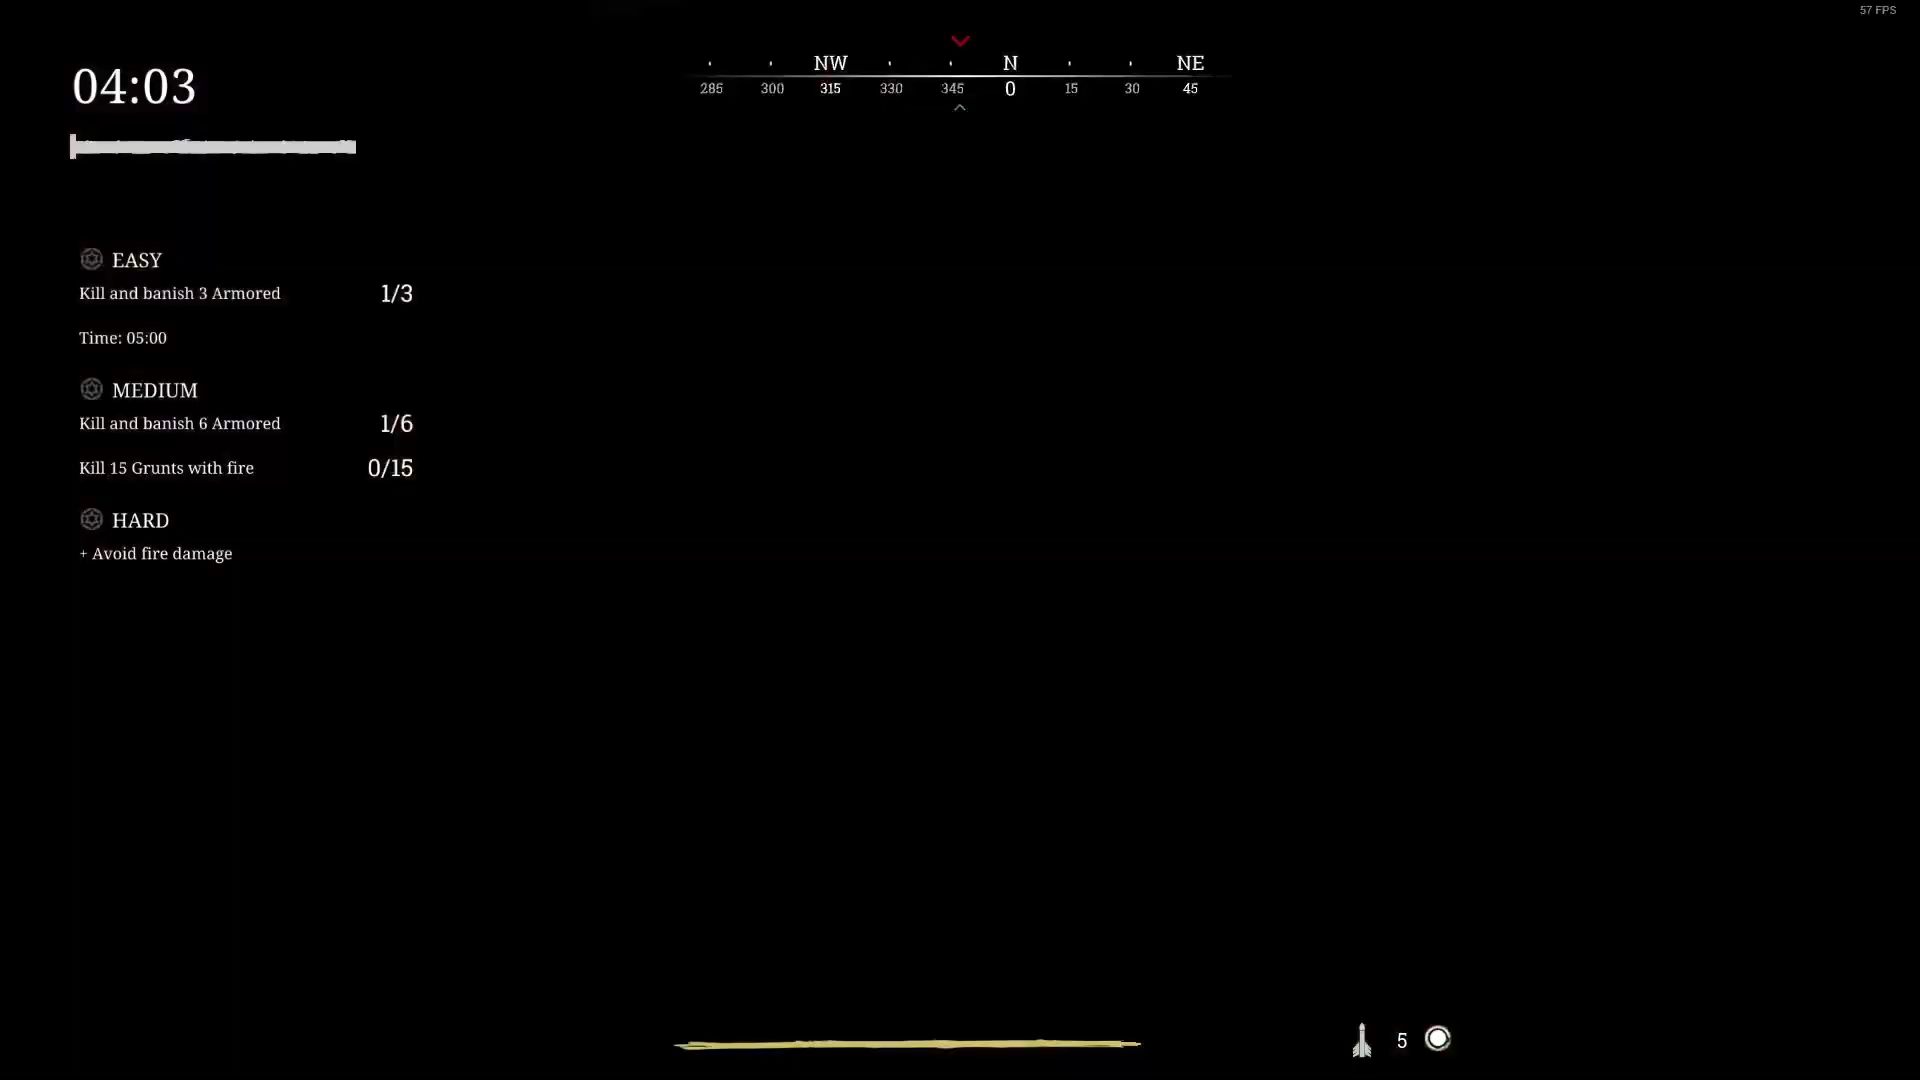 57 FPS
04:03
NW N NE
285 300 315 330 345 0 15 30 45
EASY
Kill and banish 3 Armored 1/3
Time: 05:00
MEDIUM
Kill and banish 6 Armored 1/6
Kill 15 Grunts with fire 0/15
HARD
+ Avoid fire damage
5